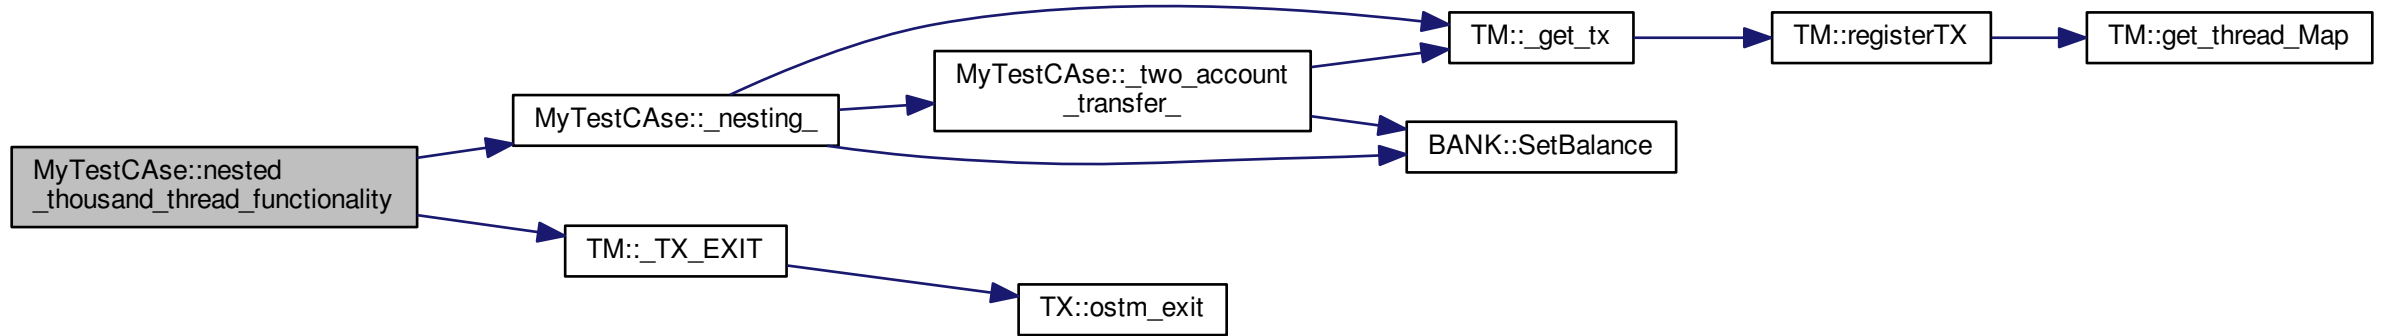 MyTestCAse::nested
_thousand_thread_functionality
MyTestCAse::_nesting_
TM::_TX_EXIT
MyTestCAse::_two_account
_transfer_
TX::ostm_exit
TM::_get_tx
BANK::SetBalance
TM::registerTX
TM::get_thread_Map